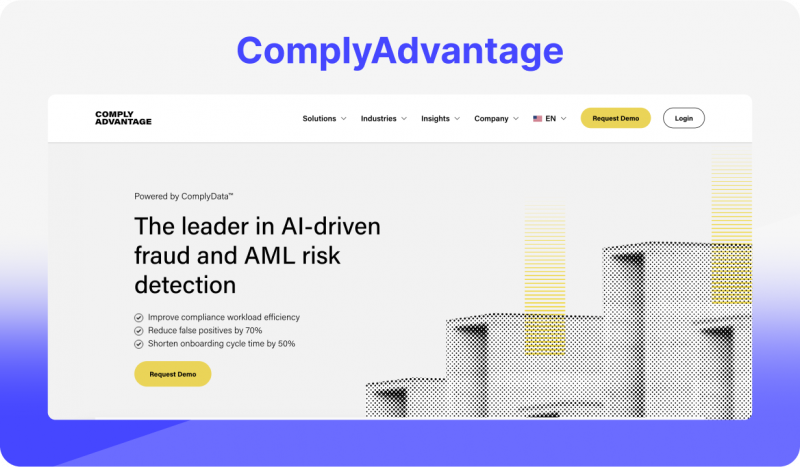 ComplyAdvantage
COMPLY
ADVANTAGE
Solutions
Industries
Insights
Company
EN
Request Demo
Login
Powered by ComplyData™
The leader in AI-driven
fraud and AML risk
detection
Improve compliance workload efficiency
Reduce false positives by 70%
Shorten onboarding cycle time by 50%
Request Demo